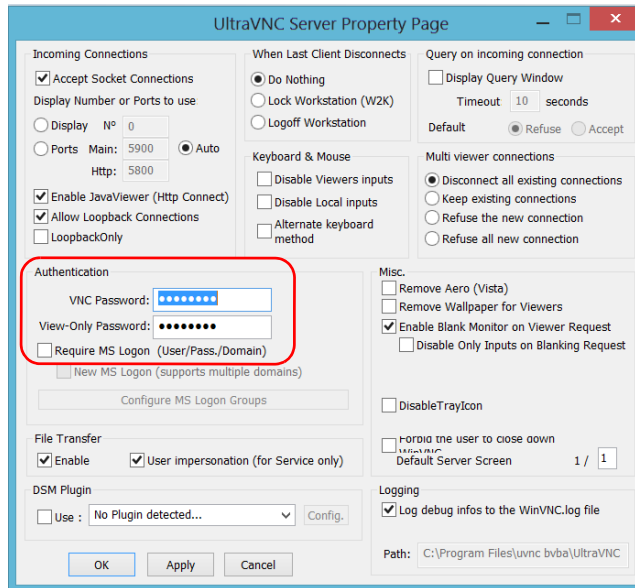 UltraVNC Server Property Page
Incoming Connections
Accept Socket Connections
Display Number or Ports to use
Display Nº 0
Ports Main: 5900 Auto
Http: 5800
Enable JavaViewer (Http Connect)
Allow Loopback Connections
LoopbackOnly
When Last Client Disconnects
Do Nothing
Lock Workstation (W2K)
Logoff Workstation
Keyboard & Mouse
Disable Viewers inputs
Disable Local inputs
Alternate keyboard
method
Query on incoming connection
Display Query Window
Timeout 10 seconds
Default Refuse Accept
Multi viewer connections
Disconnect all existing connections
Keep existing connections
Refuse the new connection
Refuse all new connection
Authentication
VNC Password: ●●●●●●●●
View-Only Password: ●●●●●●●●
Require MS Logon (User/Pass./Domain)
New MS Logon (supports multiple domains)
Configure MS Logon Groups
Misc.
Remove Aero (Vista)
Remove Wallpaper for Viewers
Enable Blank Monitor on Viewer Request
Disable Only Inputs on Blanking Request
DisableTrayIcon
Forbid the user to close down
WinVNC
Default Server Screen 1 / 1
File Transfer
Enable User impersonation (for Service only)
DSM Plugin
Use : No Plugin detected... Config.
Logging
Log debug infos to the WinVNC.log file
Path: C:\Program Files\uvnc bvba\UltraVNC
OK Apply Cancel